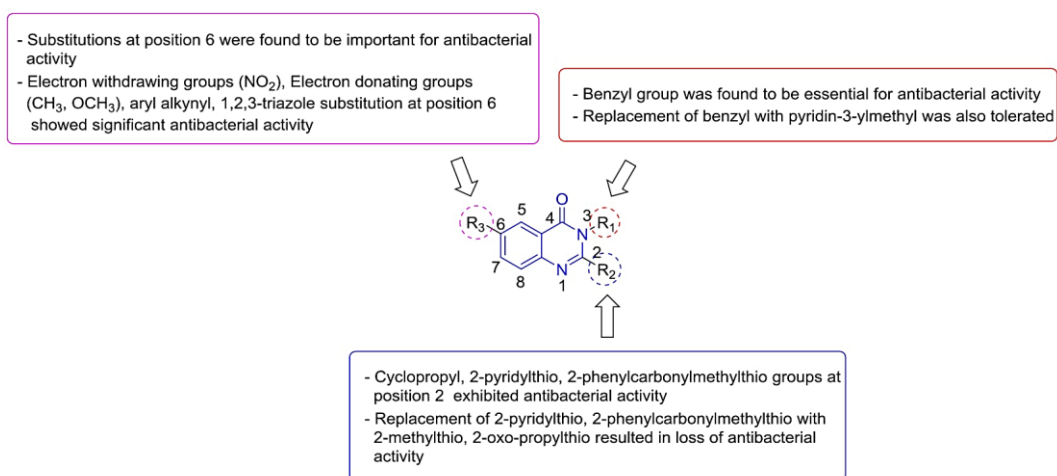 - Substitutions at position 6 were found to be important for antibacterial
activity
- Electron withdrawing groups (NO₂), Electron donating groups
(CH₃, OCH₃), aryl alkynyl, 1,2,3-triazole substitution at position 6
showed significant antibacterial activity
- Benzyl group was found to be essential for antibacterial activity
- Replacement of benzyl with pyridin-3-ylmethyl was also tolerated
O
R₃ 6 5 4 3 N R₁
7 8 N 1 2 R₂
- Cyclopropyl, 2-pyridylthio, 2-phenylcarbonylmethylthio groups at
position 2 exhibited antibacterial activity
- Replacement of 2-pyridylthio, 2-phenylcarbonylmethylthio with
2-methylthio, 2-oxo-propylthio resulted in loss of antibacterial
activity